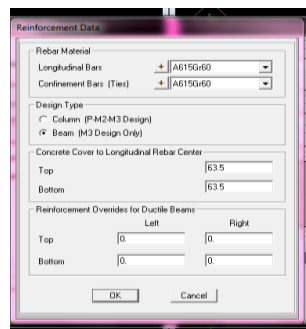 Reinforcement Data
Rebar Material
Longitudinal Bars + A615Gr60
Confinement Bars (Ties) + A615Gr60
Design Type
Column (P-M2-M3 Design)
Beam (M3 Design Only)
Concrete Cover to Longitudinal Rebar Center
Top 63.5
Bottom 63.5
Reinforcement Overrides for Ductile Beams
Left Right
Top 0. 0.
Bottom 0. 0.
OK Cancel